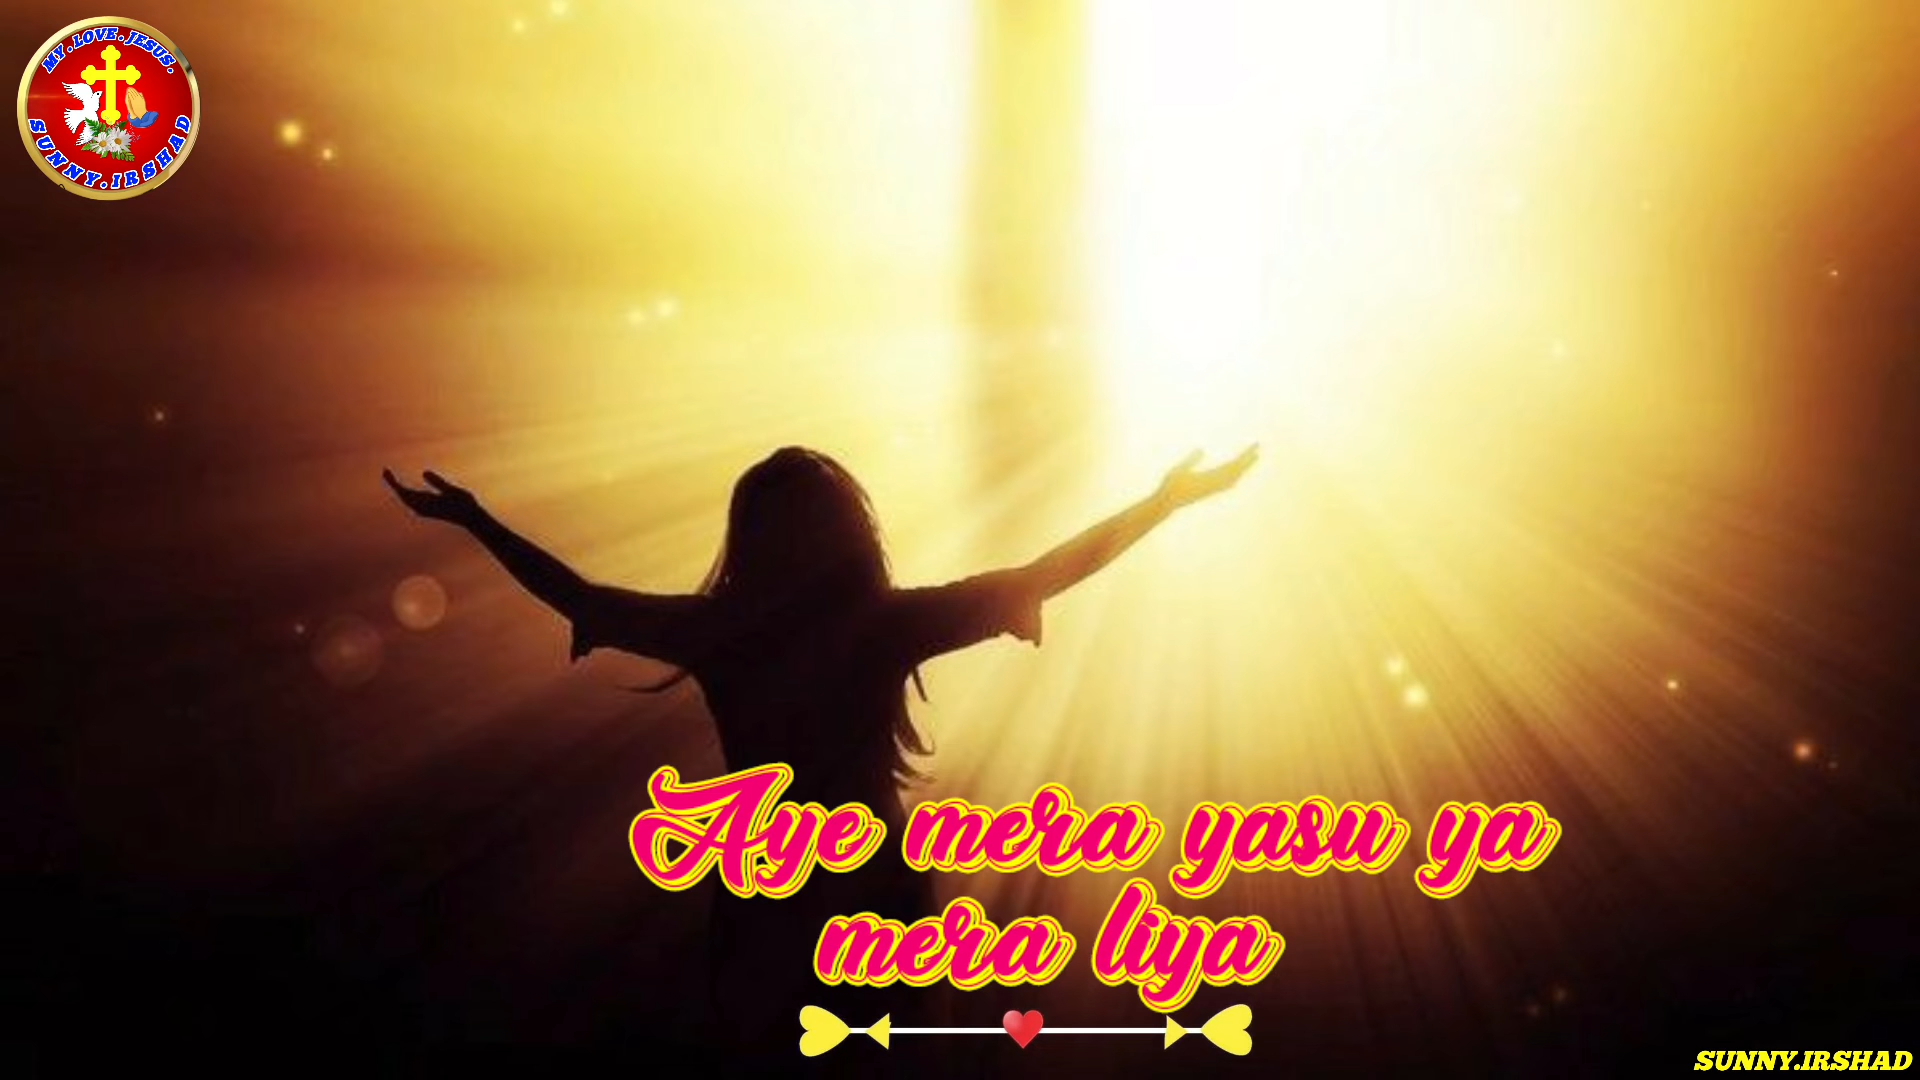 MY.LOVE.JESUS.
SUNNY.IRSHAD
Aye mera yasu ya
mera liya
SUNNY.IRSHAD